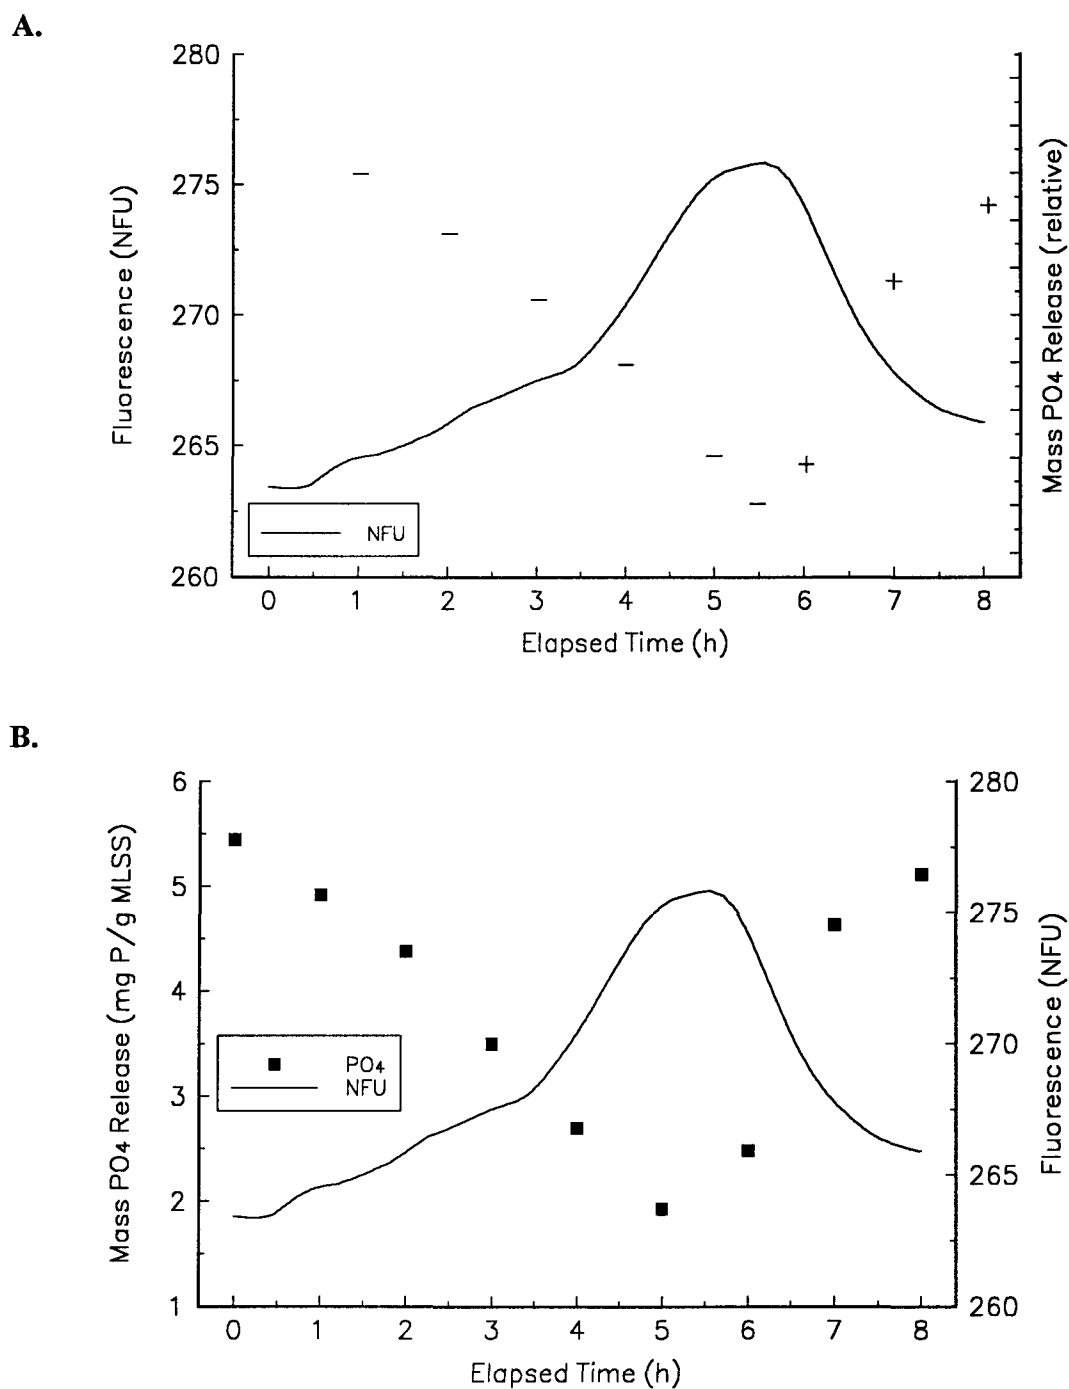 A.
280
275
270
265
260
Fluorescence (NFU)
Mass PO4 Release (relative)
NFU
0 1 2 3 4 5 6 7 8
Elapsed Time (h)
B.
6
5
4
3
2
1
Mass PO4 Release (mg P/g MLSS)
PO4
NFU
280
275
270
265
260
Fluorescence (NFU)
0 1 2 3 4 5 6 7 8
Elapsed Time (h)